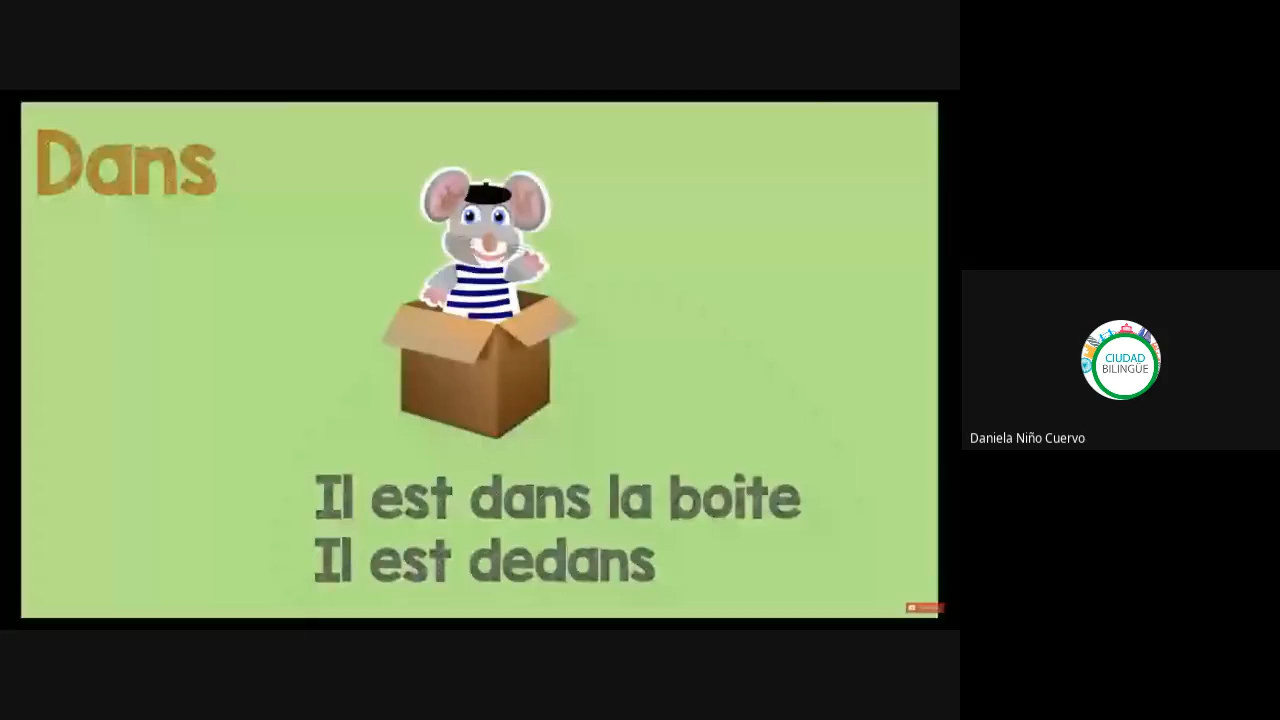 Dans
Il est dans la boite
Il est dedans
CIUDAD
BILINGÜE
Daniela Niño Cuervo